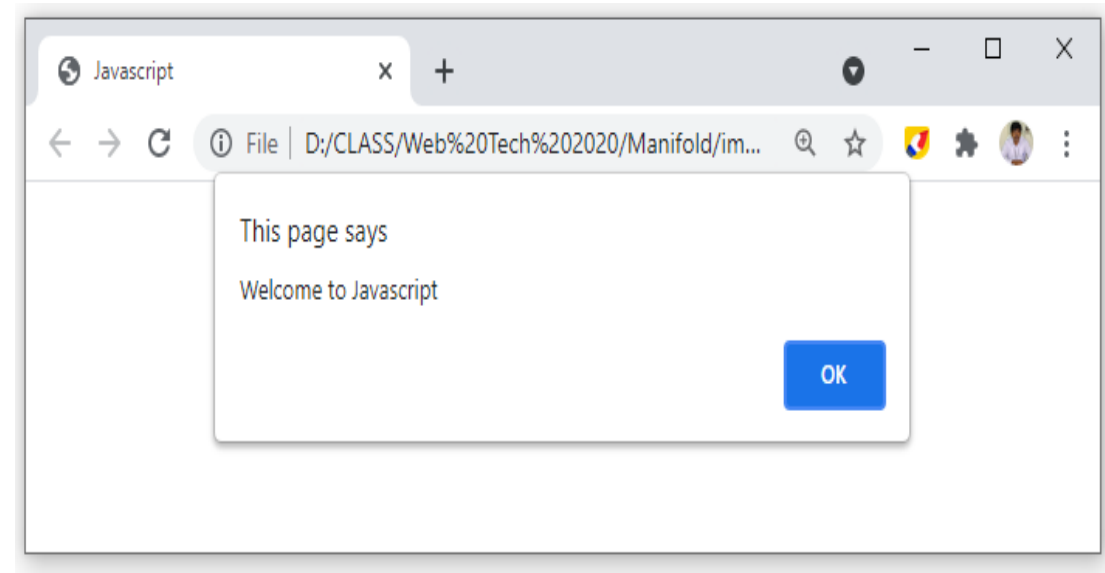 Javascript
File D:/CLASS/Web%20Tech%202020/Manifold/im...
This page says
Welcome to Javascript
OK